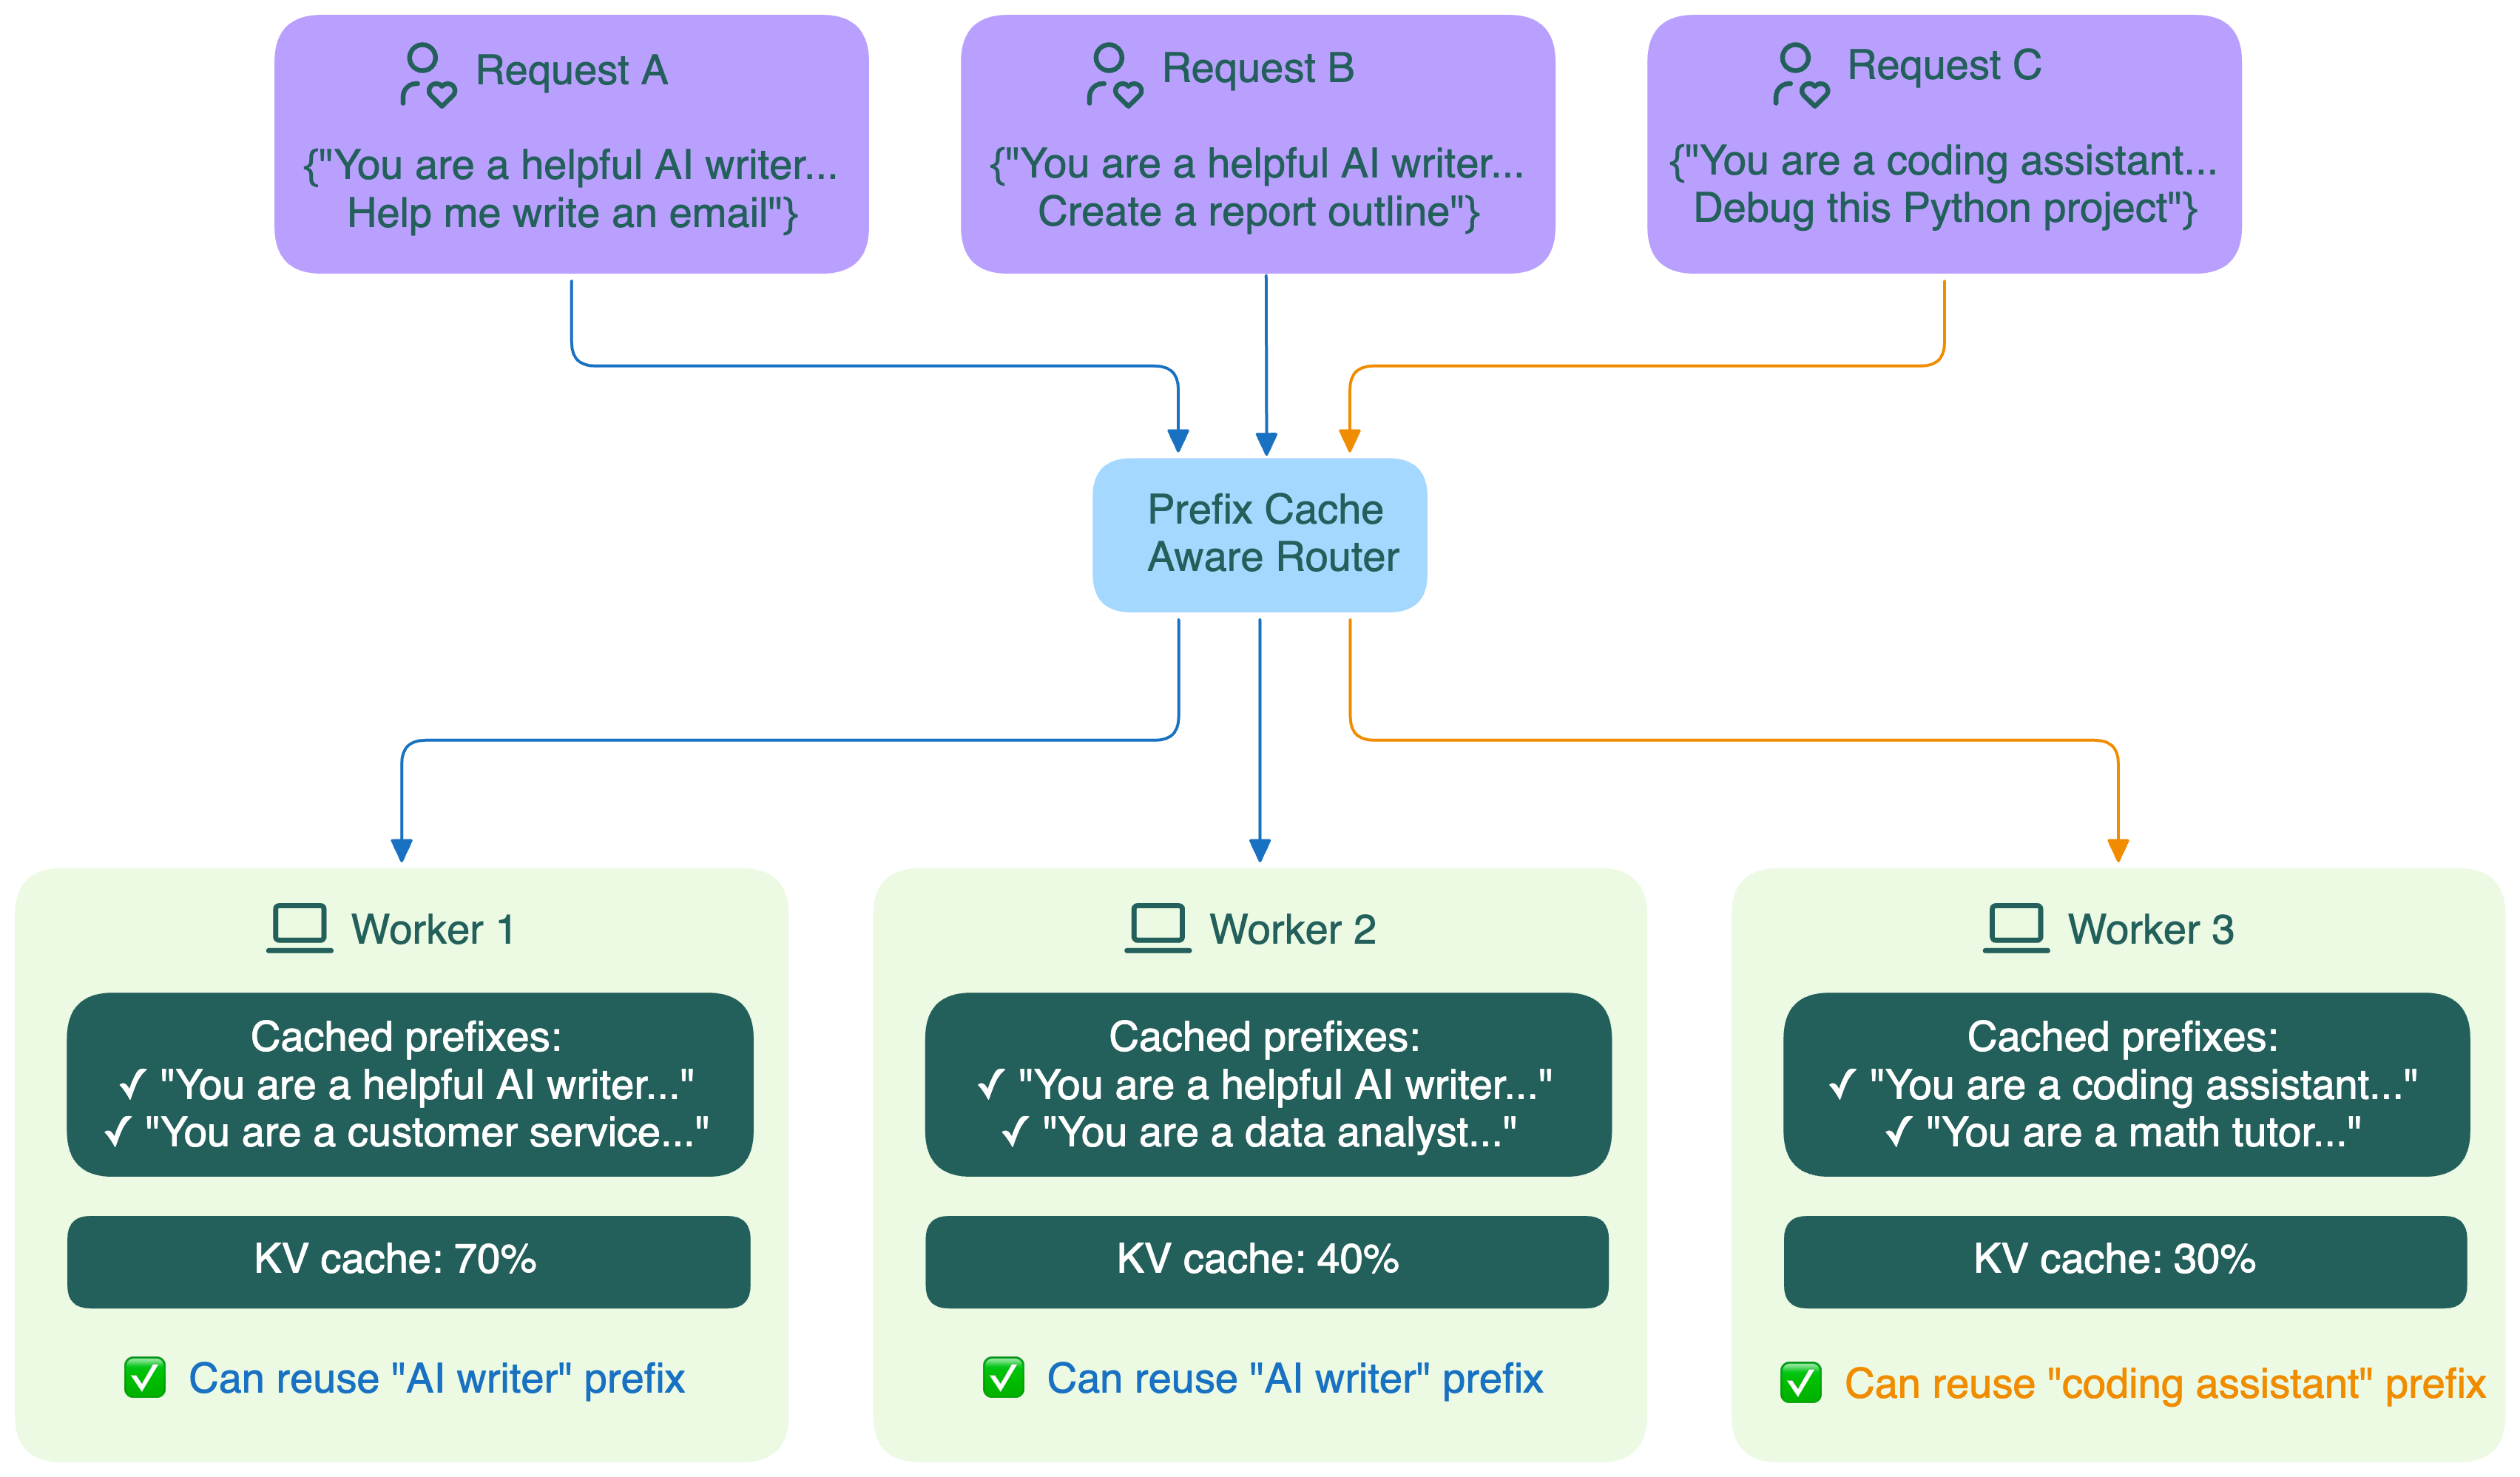 Request A
{"You are a helpful AI writer...
Help me write an email"}
Request B
{"You are a helpful AI writer...
Create a report outline"}
Request C
{"You are a coding assistant...
Debug this Python project"}
Prefix Cache
Aware Router
Worker 1
Cached prefixes:
✓ "You are a helpful AI writer..."
✓ "You are a customer service..."
KV cache: 70%
✅ Can reuse "AI writer" prefix
Worker 2
Cached prefixes:
✓ "You are a helpful AI writer..."
✓ "You are a data analyst..."
KV cache: 40%
✅ Can reuse "AI writer" prefix
Worker 3
Cached prefixes:
✓ "You are a coding assistant..."
✓ "You are a math tutor..."
KV cache: 30%
✅ Can reuse "coding assistant" prefix